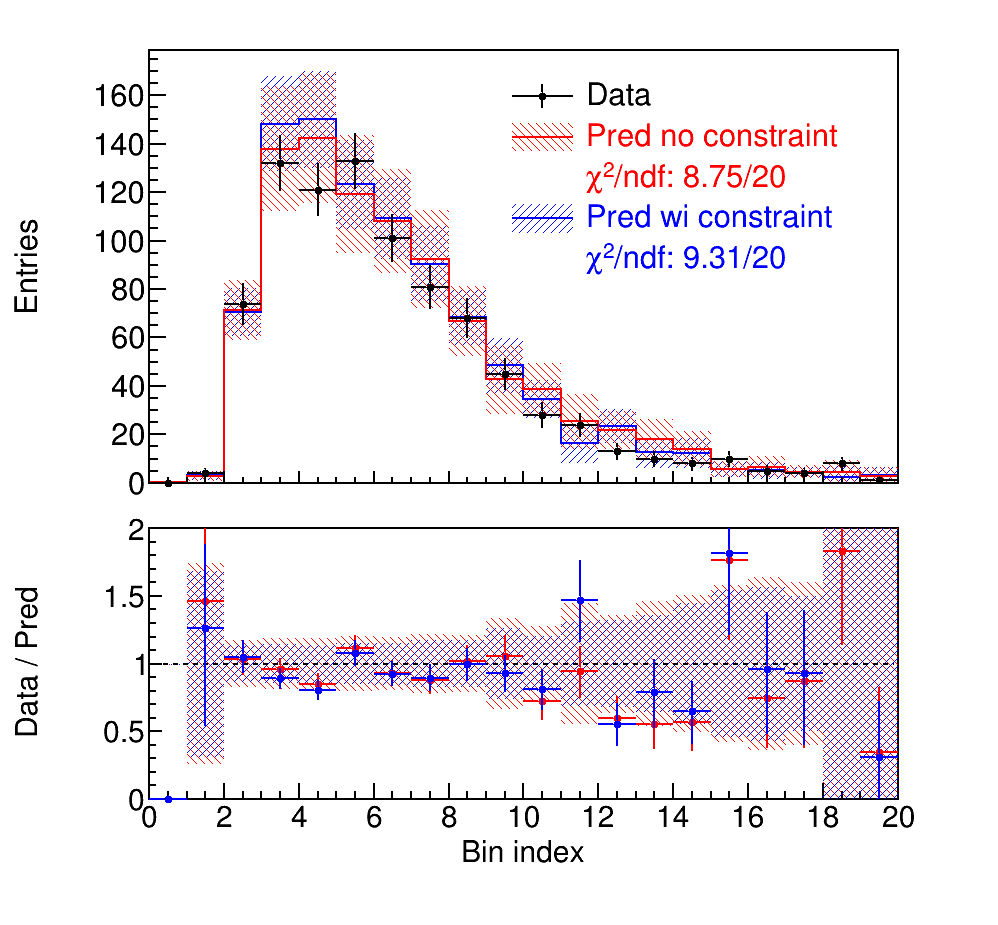 Entries
160
140
120
100
80
60
40
20
0
Data
Pred no constraint
χ²/ndf: 8.75/20
Pred wi constraint
χ²/ndf: 9.31/20
Data / Pred
2
1.5
1
0.5
0
0 2 4 6 8 10 12 14 16 18 20
Bin index